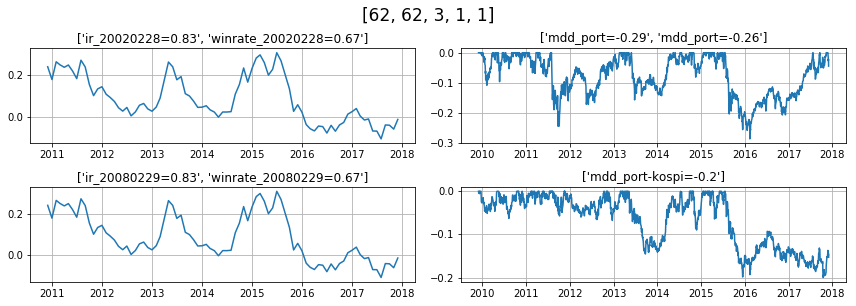 [62, 62, 3, 1, 1]
['ir_20020228=0.83', 'winrate_20020228=0.67']
0.2
0.0
2011 2012 2013 2014 2015 2016 2017 2018
['mdd_port=-0.29', 'mdd_port=-0.26']
0.0
−0.1
−0.2
−0.3
2010 2011 2012 2013 2014 2015 2016 2017 2018
['ir_20080229=0.83', 'winrate_20080229=0.67']
0.2
0.0
2011 2012 2013 2014 2015 2016 2017 2018
['mdd_port-kospi=-0.2']
0.0
−0.1
−0.2
2010 2011 2012 2013 2014 2015 2016 2017 2018